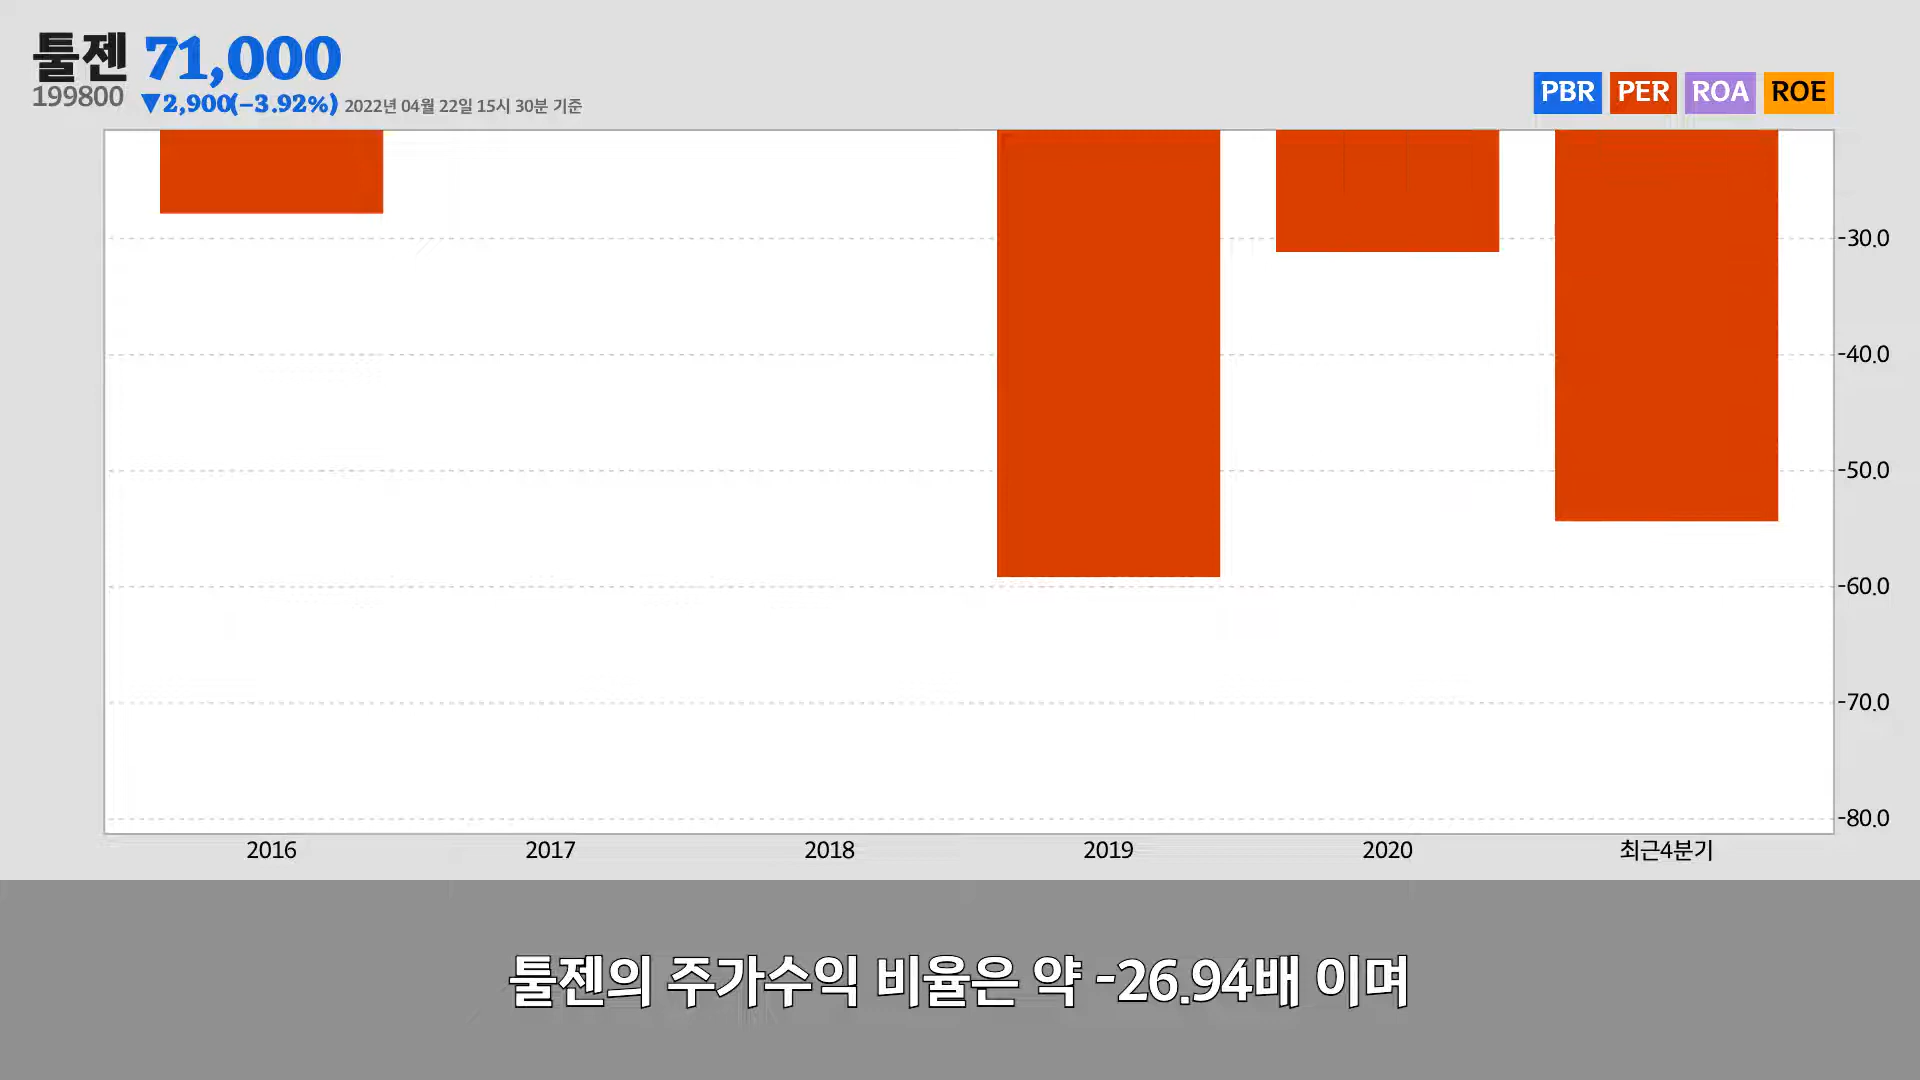 툴젠 71,000
199800 ▼2,900(-3.92%) 2022년 04월 22일 15시 30분 기준
PBR PER ROA ROE
-30.0
-40.0
-50.0
-60.0
-70.0
-80.0
2016 2017 2018 2019 2020 최근4분기
툴젠의 주가수익 비율은 약 -26.94배 이며